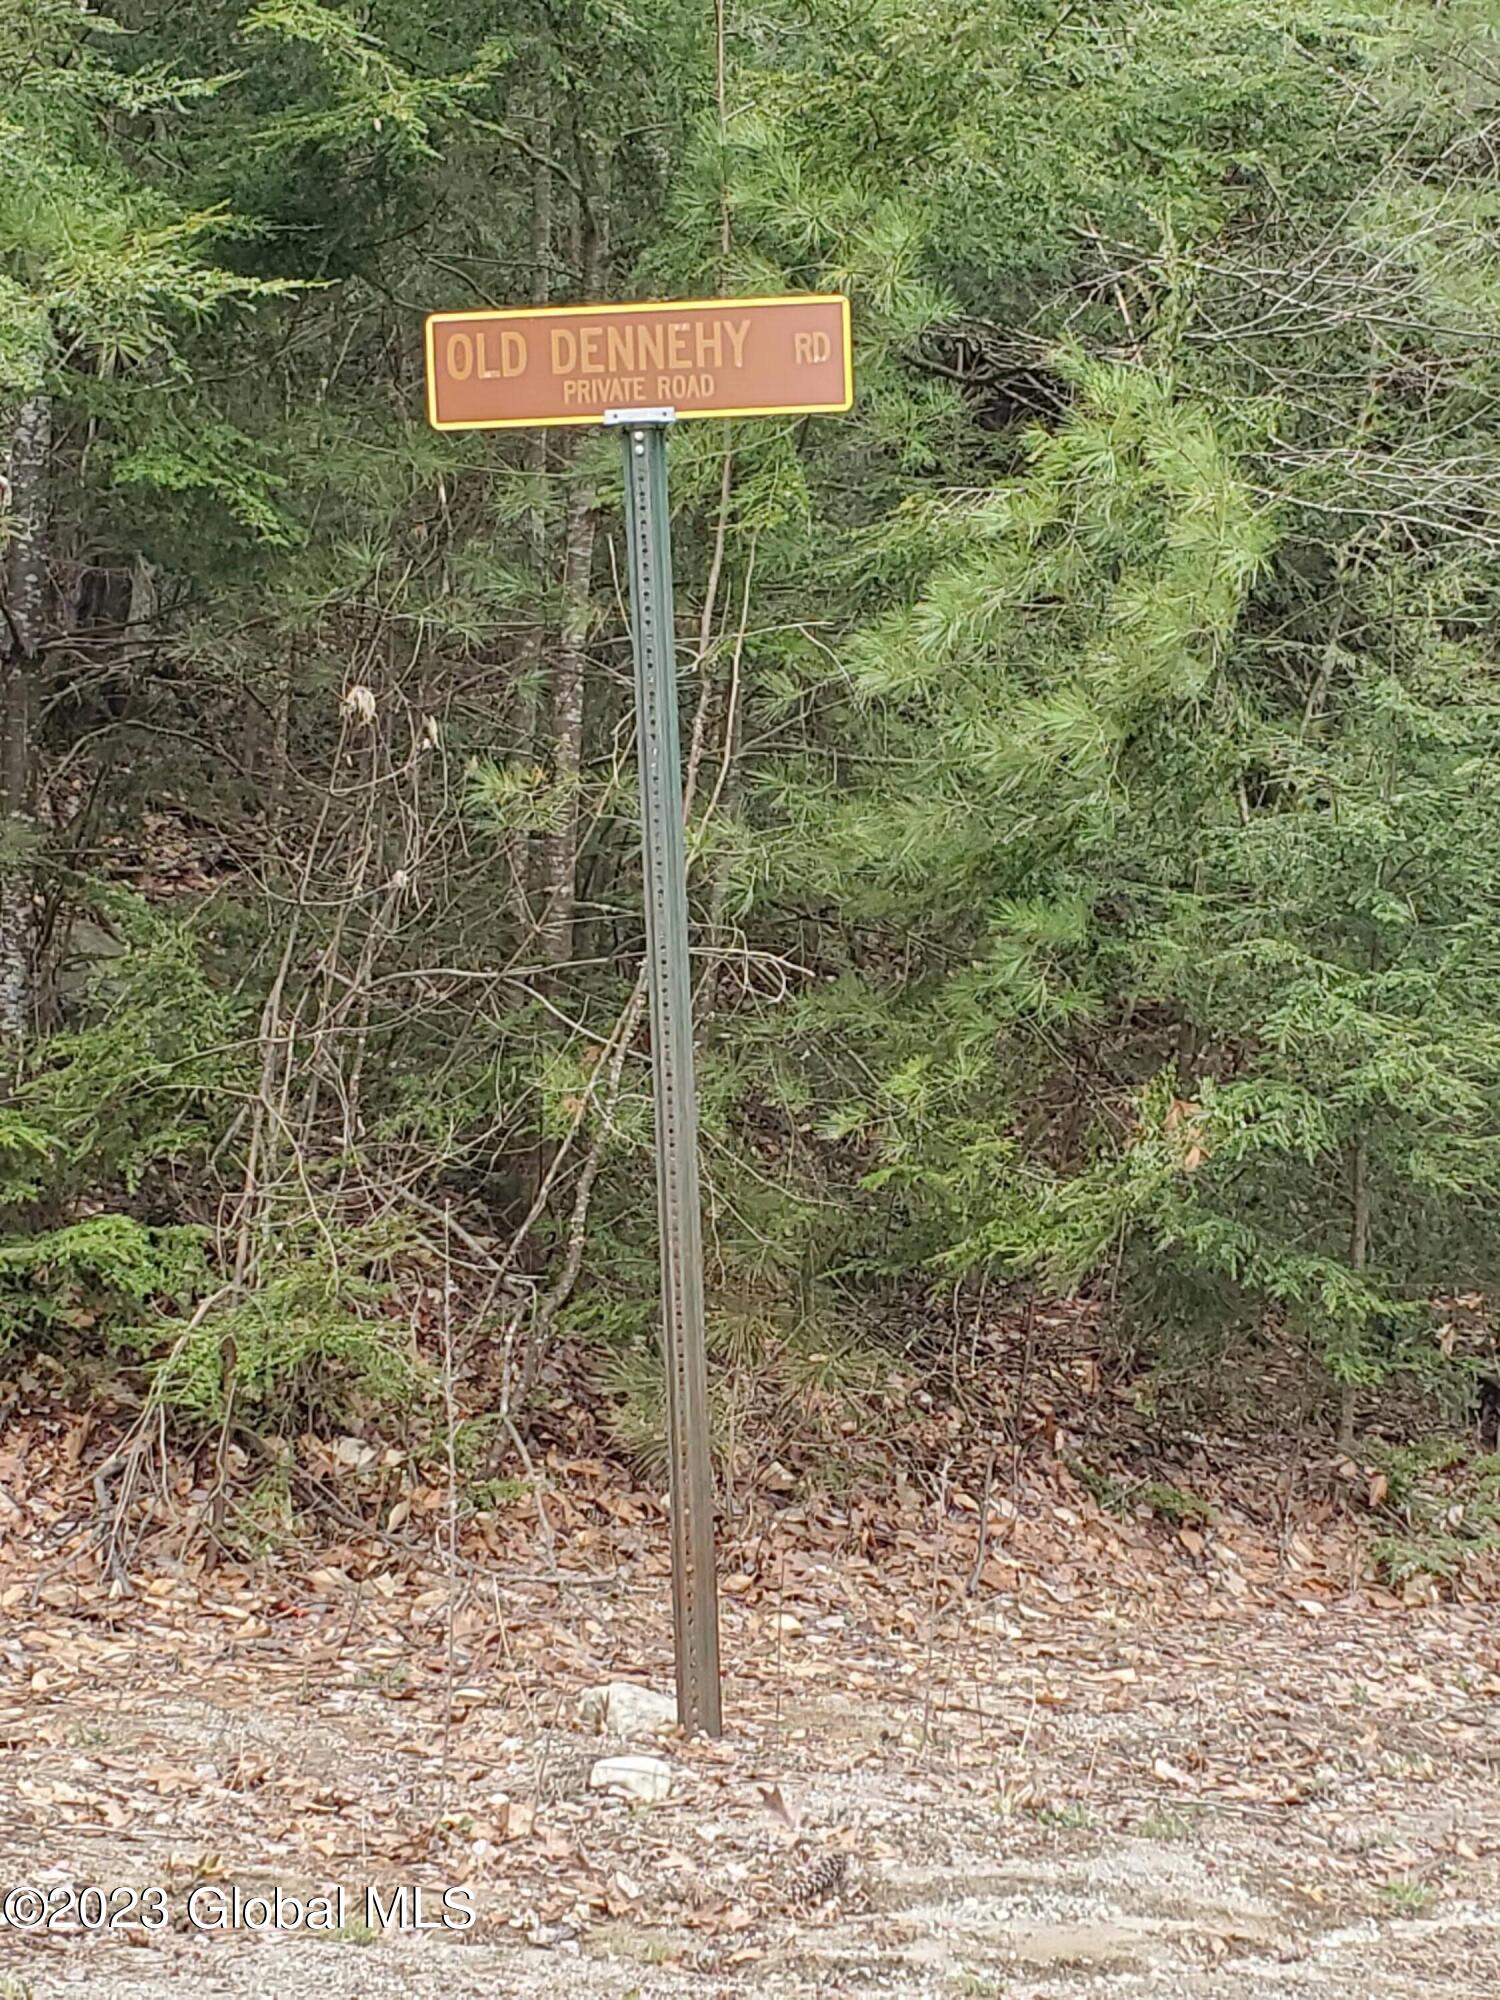 OLD DENNEHY RD
PRIVATE ROAD
©2023 Global MLS